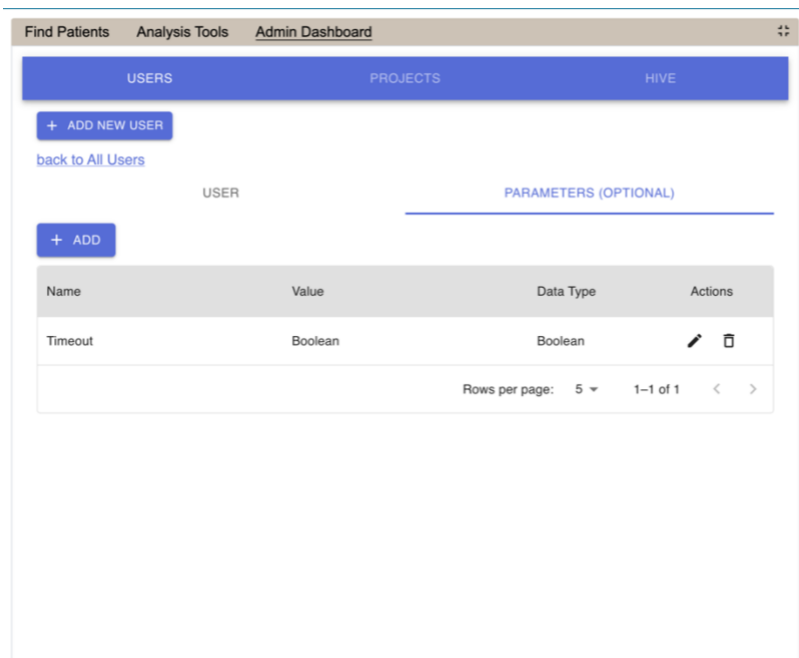 Find Patients Analysis Tools Admin Dashboard
USERS PROJECTS HIVE
+ ADD NEW USER
back to All Users
USER PARAMETERS (OPTIONAL)
+ ADD
Name Value Data Type Actions
Timeout Boolean Boolean
Rows per page: 5 1–1 of 1 < >